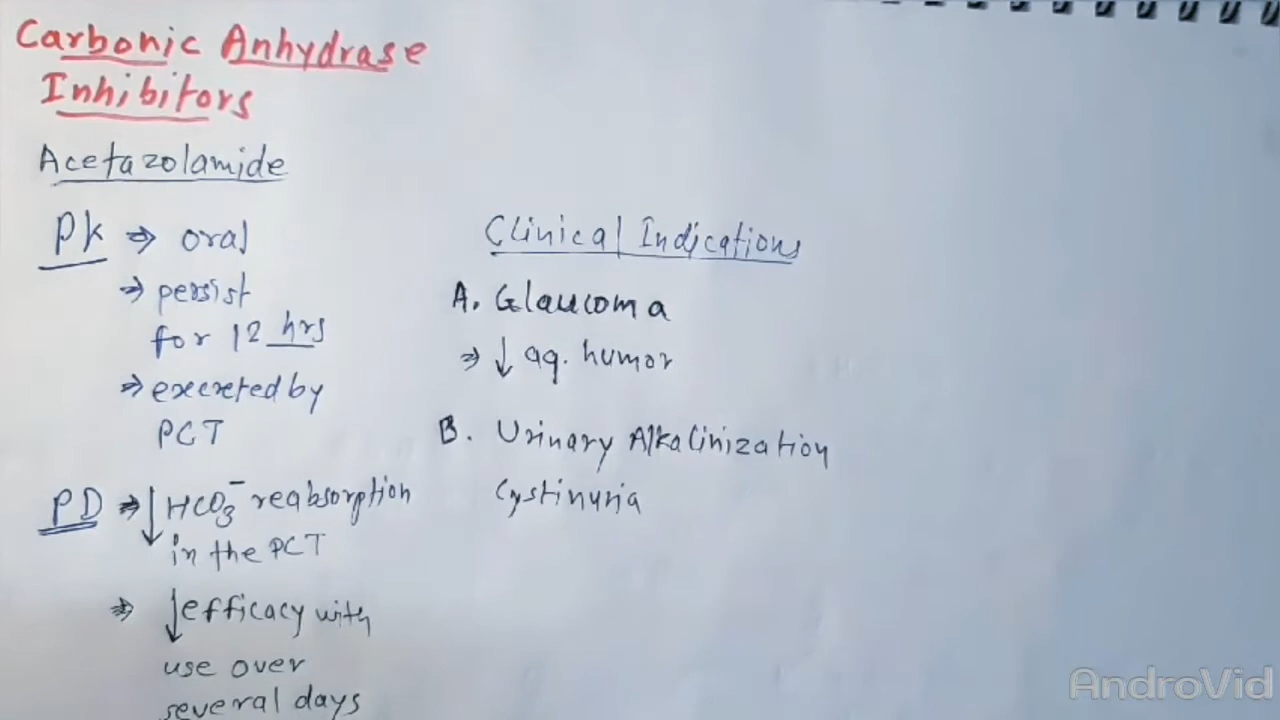 Carbonic Anhydrase
Inhibitors
Acetazolamide
PK ⇒ oral
⇒ persist
for 12 hrs
⇒ excreted by
PCT
PD ⇒ ↓ HCO3⁻ reabsorption
in the PCT
⇒ ↓ efficacy with
use over
several days
Clinical Indications
A. Glaucoma
⇒ ↓ aq. humor
B. Urinary Alkalinization
Cystinuria
AndroVid